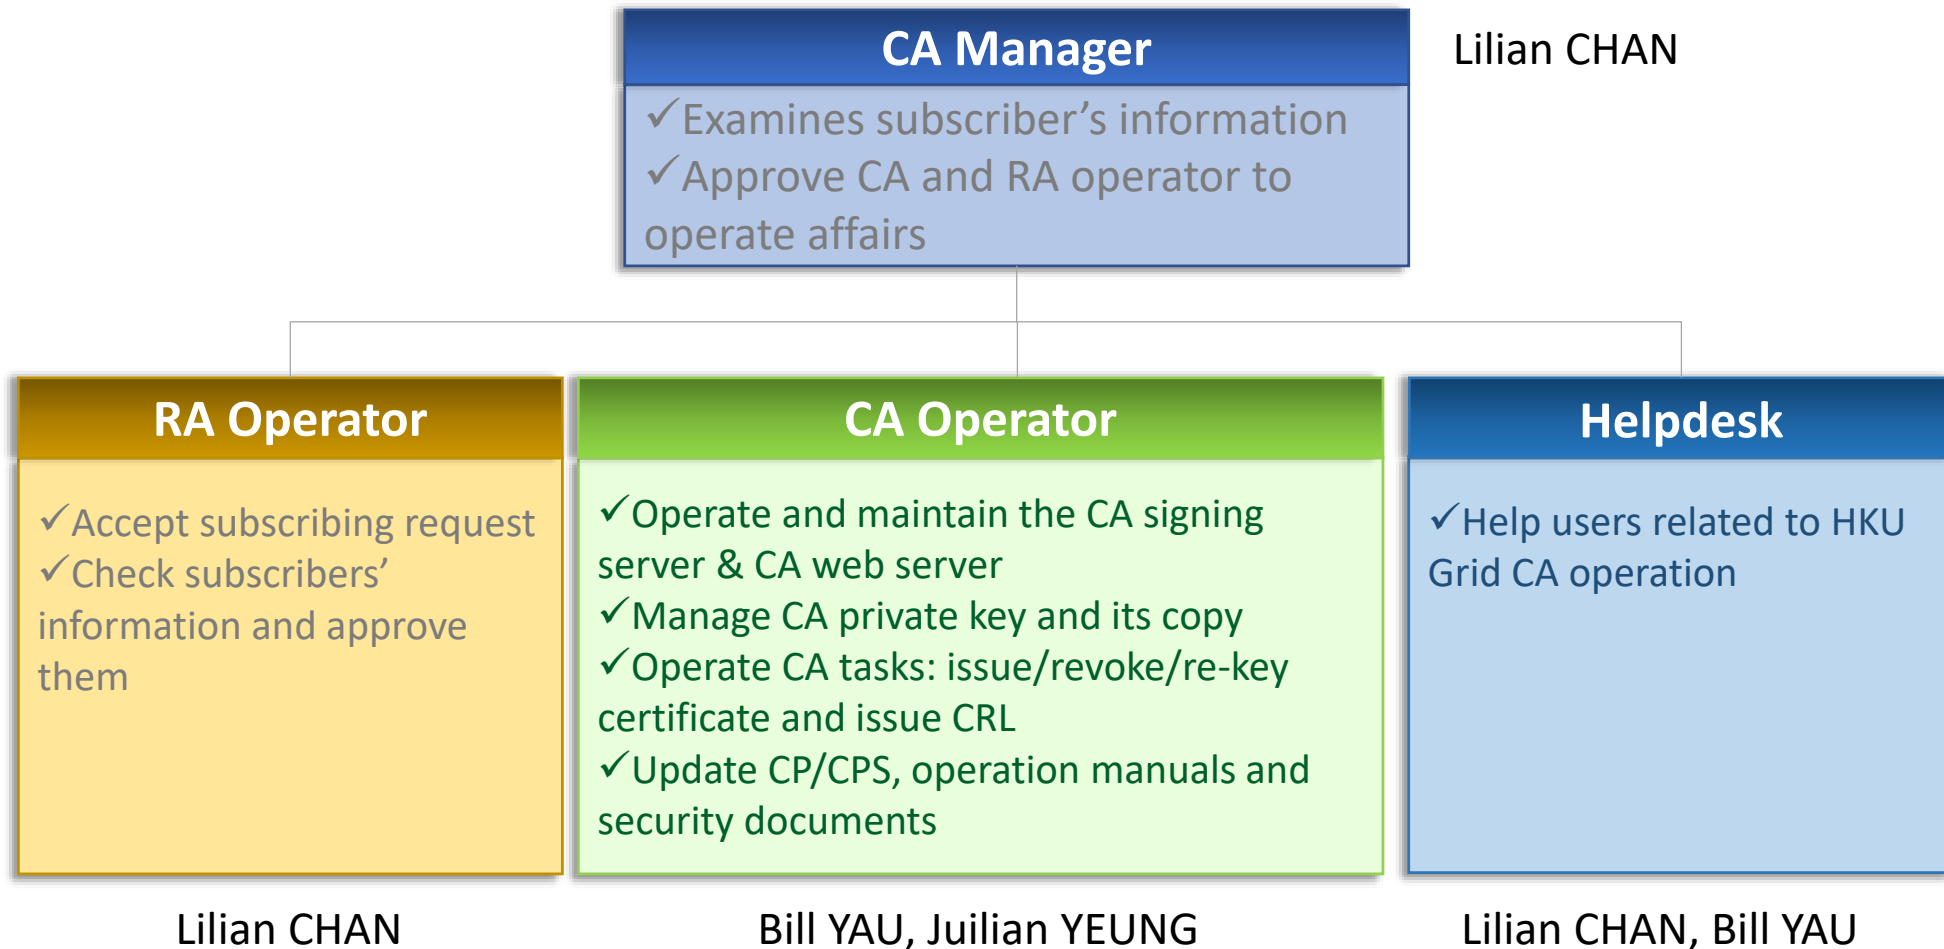 CA Manager
Lilian CHAN
✓Examines subscriber’s information
✓Approve CA and RA operator to
operate affairs
RA Operator
✓Accept subscribing request
✓Check subscribers’
information and approve
them
Lilian CHAN
CA Operator
✓Operate and maintain the CA signing
server & CA web server
✓Manage CA private key and its copy
✓Operate CA tasks: issue/revoke/re-key
certificate and issue CRL
✓Update CP/CPS, operation manuals and
security documents
Bill YAU, Juilian YEUNG
Helpdesk
✓Help users related to HKU
Grid CA operation
Lilian CHAN, Bill YAU